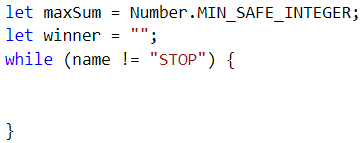 let maxSum = Number.MIN_SAFE_INTEGER;
let winner = "";
while (name != "STOP") {
}